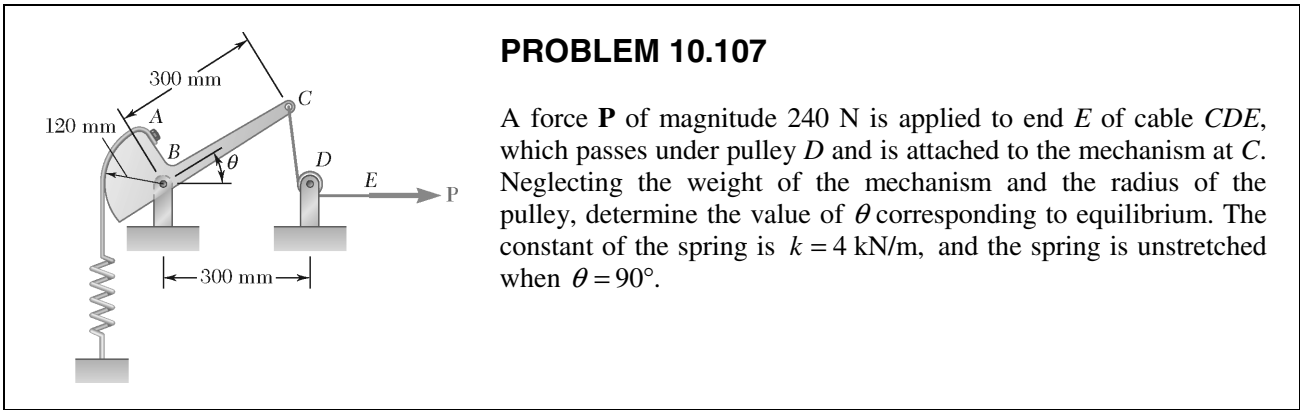 PROBLEM 10.107
A force P of magnitude 240 N is applied to end E of cable CDE,
which passes under pulley D and is attached to the mechanism at C.
Neglecting the weight of the mechanism and the radius of the
pulley, determine the value of θ corresponding to equilibrium. The
constant of the spring is k = 4 kN/m, and the spring is unstretched
when θ = 90°.
300 mm
C
120 mm
A
B
θ
D
E
P
300 mm